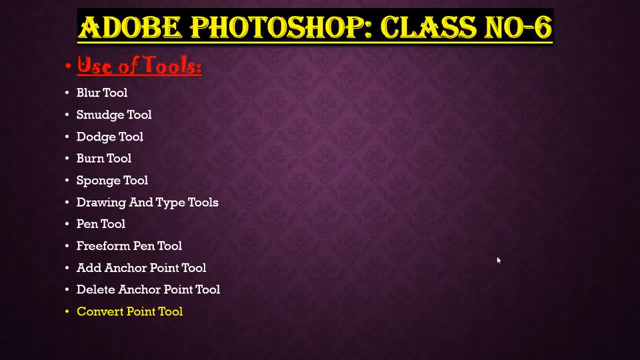 ADOBE PHOTOSHOP: CLASS NO-6
• Use of Tools:
• Blur Tool
• Smudge Tool
• Dodge Tool
• Burn Tool
• Sponge Tool
• Drawing And Type Tools
• Pen Tool
• Freeform Pen Tool
• Add Anchor Point Tool
• Delete Anchor Point Tool
• Convert Point Tool